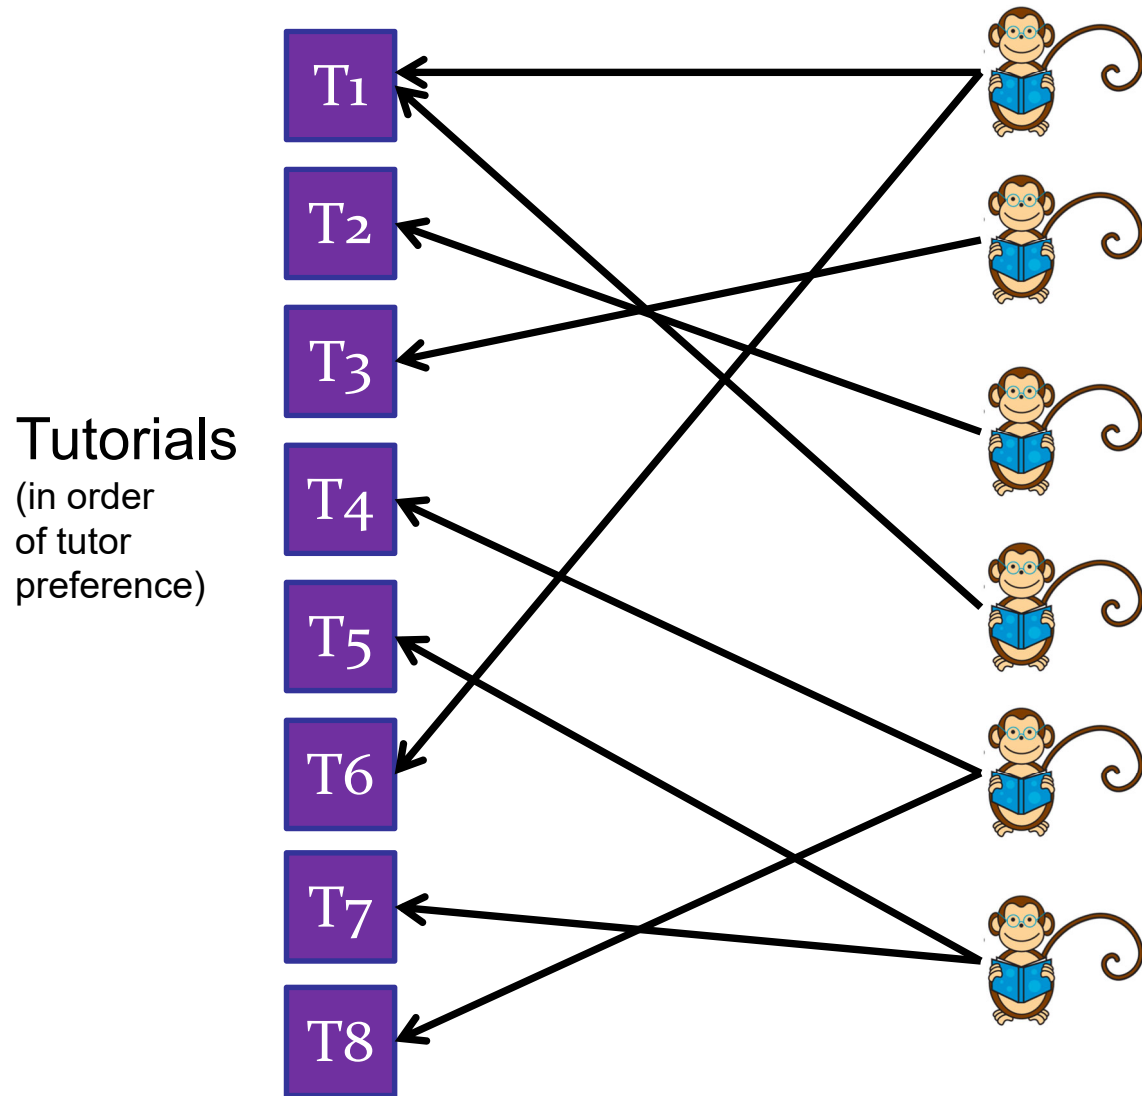 T1
T2
T3
Tutorials
(in order
of tutor
preference)
T4
T5
T6
T7
T8